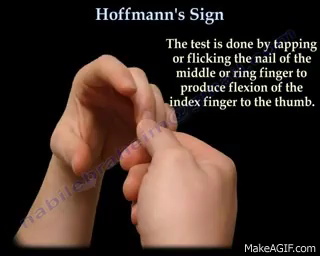 Hoffmann's Sign
The test is done by tapping
or flicking the nail of the
middle or ring finger to
produce flexion of the
index finger to the thumb.
MakeAGIF.com